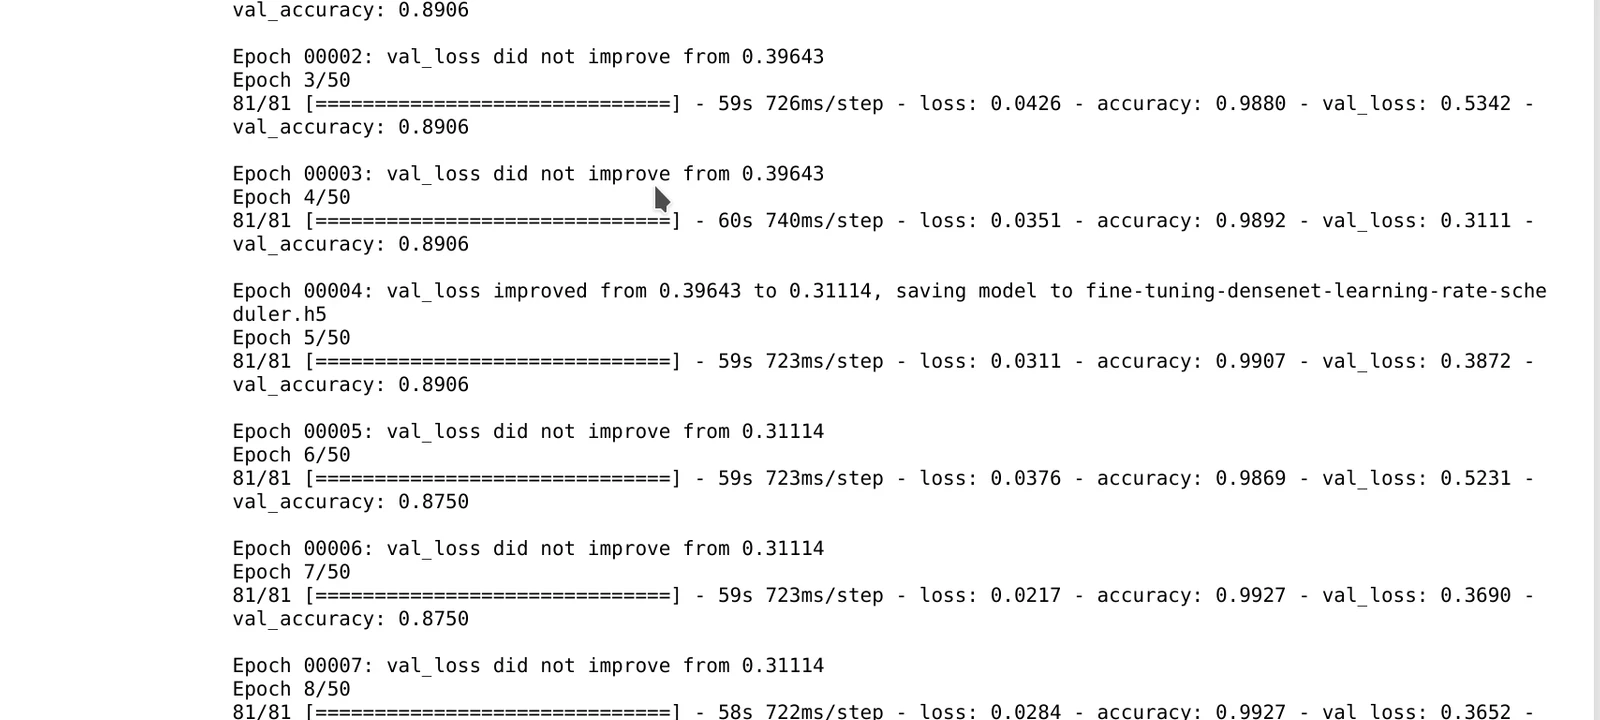 val_accuracy: 0.8906
Epoch 00002: val_loss did not improve from 0.39643
Epoch 3/50
81/81 [==============================] - 59s 726ms/step - loss: 0.0426 - accuracy: 0.9880 - val_loss: 0.5342 -
val_accuracy: 0.8906
Epoch 00003: val_loss did not improve from 0.39643
Epoch 4/50
81/81 [==============================] - 60s 740ms/step - loss: 0.0351 - accuracy: 0.9892 - val_loss: 0.3111 -
val_accuracy: 0.8906
Epoch 00004: val_loss improved from 0.39643 to 0.31114, saving model to fine-tuning-densenet-learning-rate-sche
duler.h5
Epoch 5/50
81/81 [==============================] - 59s 723ms/step - loss: 0.0311 - accuracy: 0.9907 - val_loss: 0.3872 -
val_accuracy: 0.8906
Epoch 00005: val_loss did not improve from 0.31114
Epoch 6/50
81/81 [==============================] - 59s 723ms/step - loss: 0.0376 - accuracy: 0.9869 - val_loss: 0.5231 -
val_accuracy: 0.8750
Epoch 00006: val_loss did not improve from 0.31114
Epoch 7/50
81/81 [==============================] - 59s 723ms/step - loss: 0.0217 - accuracy: 0.9927 - val_loss: 0.3690 -
val_accuracy: 0.8750
Epoch 00007: val_loss did not improve from 0.31114
Epoch 8/50
81/81 [==============================] - 58s 722ms/step - loss: 0.0284 - accuracy: 0.9927 - val_loss: 0.3652 -